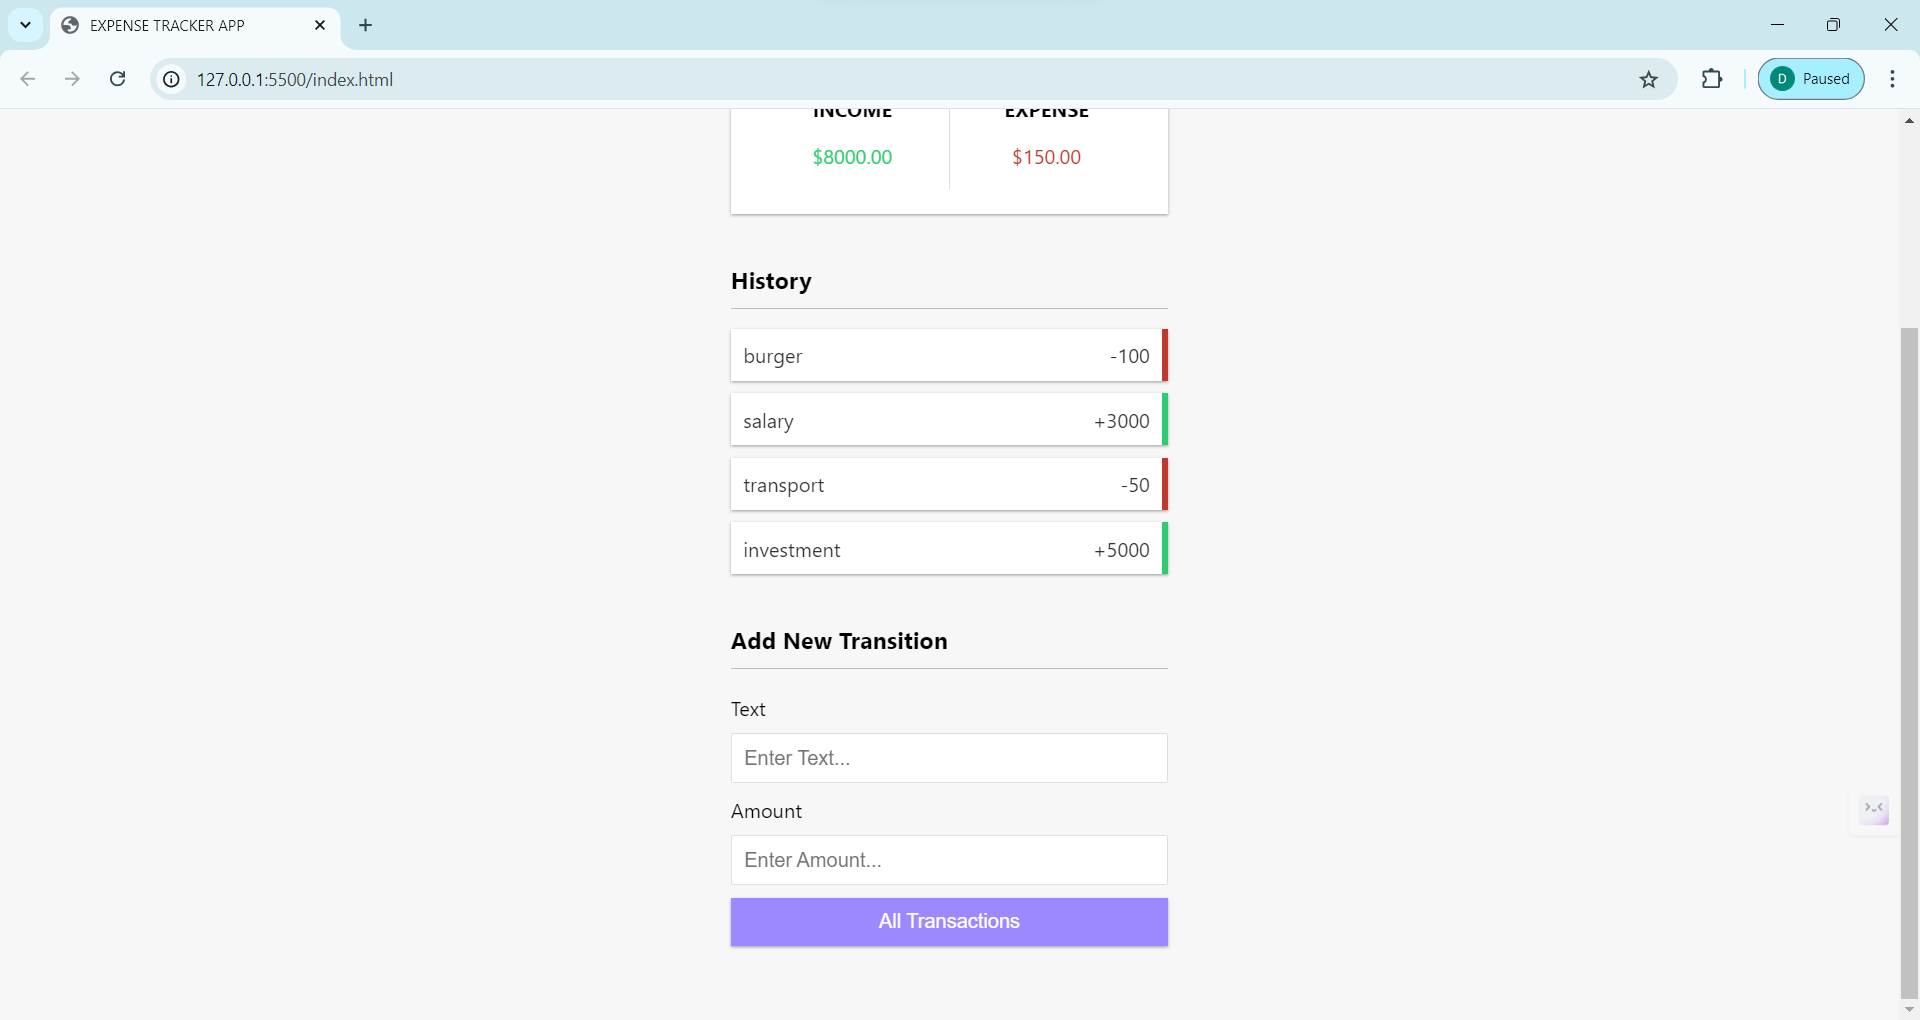 EXPENSE TRACKER APP
127.0.0.1:5500/index.html
D Paused
INCOME EXPENSE
$8000.00 $150.00
History
burger -100
salary +3000
transport -50
investment +5000
Add New Transition
Text
Enter Text...
Amount
Enter Amount...
All Transactions